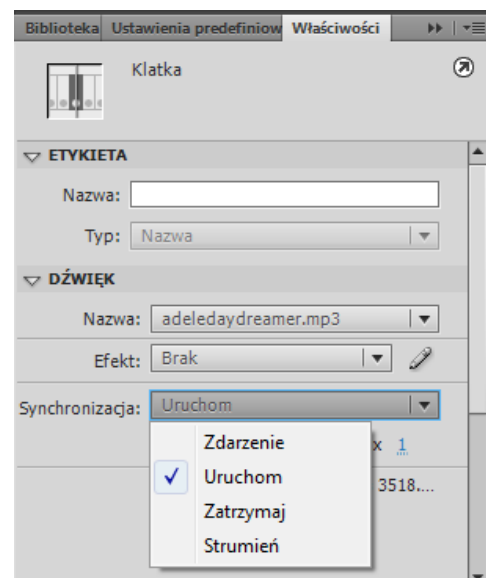 Biblioteka Ustawienia predefiniow Właściwości
Klatka
ETYKIETA
Nazwa:
Typ: Nazwa
DŹWIĘK
Nazwa: adeledaydreamer.mp3
Efekt: Brak
Synchronizacja: Uruchom
Zdarzenie x 1
Uruchom 3518....
Zatrzymaj
Strumień